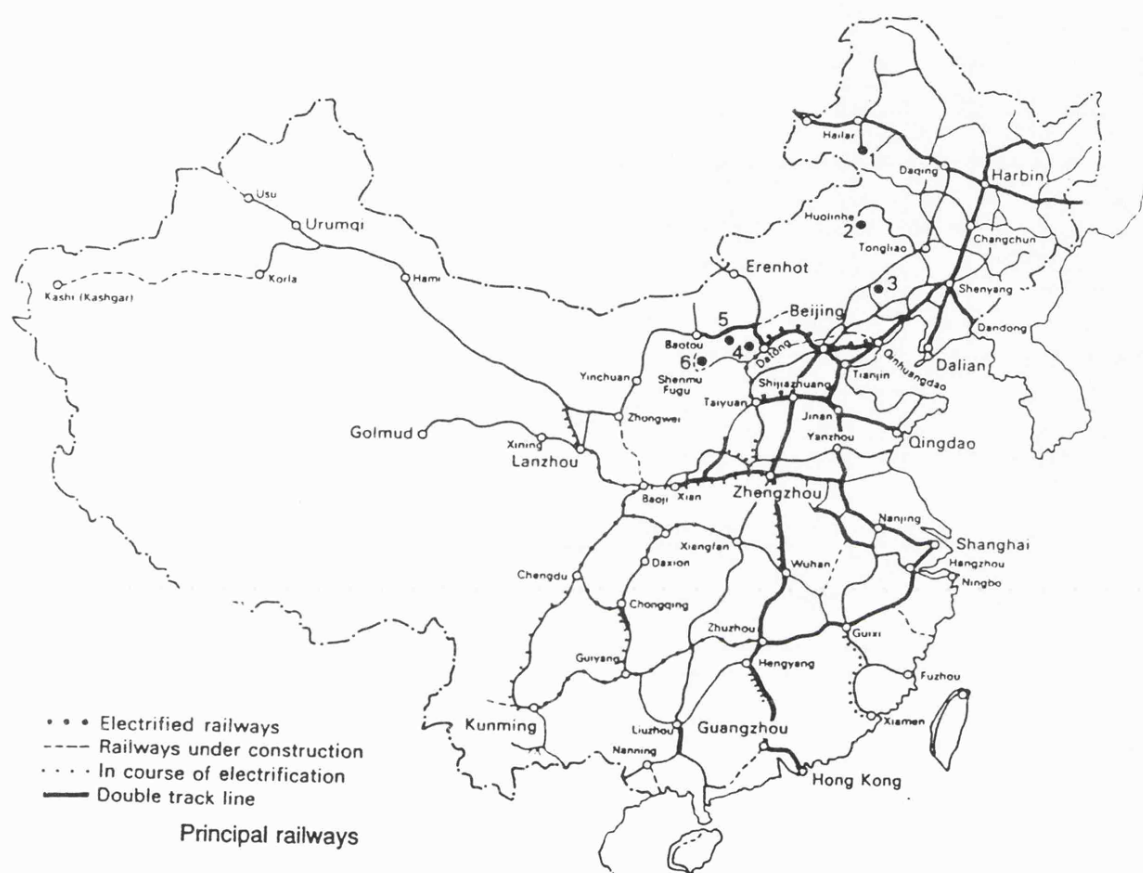 Hailar
Daqing
Harbin
Usu
Urumqi
Huolinhe
2
Tongliao
Changchun
Korla
Hami
Erenhot
3
Kashi (Kashgar)
Shenyang
Beijing
5
Baotou
4
Datong
Dandong
6
Dalian
Qinhuangdao
Tianjin
Yinchuan
Shenmu
Fugu
Shijiazhuang
Taiyuan
Zhongwei
Jinan
Golmud
Xining
Lanzhou
Yanzhou
Qingdao
Baoji
Xian
Zhengzhou
Nanjing
Xiangfan
Shanghai
Daxion
Wuhan
Hangzhou
Ningbo
Chengdu
Chongqing
Zhuzhou
Guixi
Guiyang
Hengyang
Fuzhou
Kunming
Liuzhou
Guangzhou
Xiamen
Nanning
Hong Kong
Electrified railways
Railways under construction
In course of electrification
Double track line
Principal railways